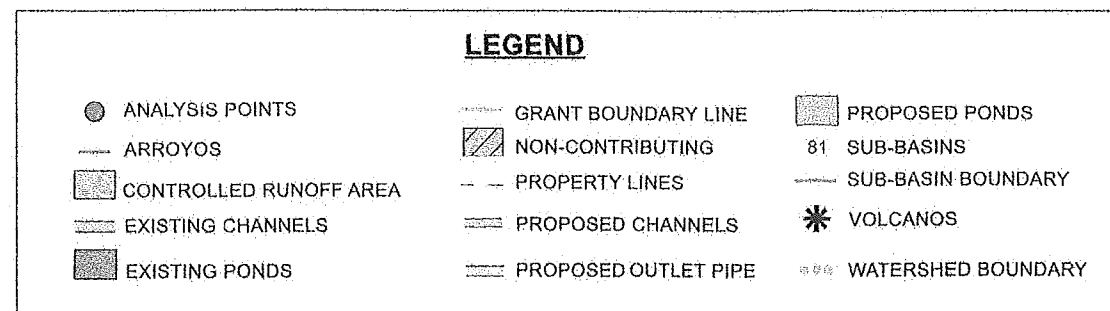 LEGEND
ANALYSIS POINTS
ARROYOS
CONTROLLED RUNOFF AREA
EXISTING CHANNELS
EXISTING PONDS
GRANT BOUNDARY LINE
NON-CONTRIBUTING
PROPERTY LINES
PROPOSED CHANNELS
PROPOSED OUTLET PIPE
PROPOSED PONDS
81 SUB-BASINS
SUB-BASIN BOUNDARY
VOLCANOS
WATERSHED BOUNDARY